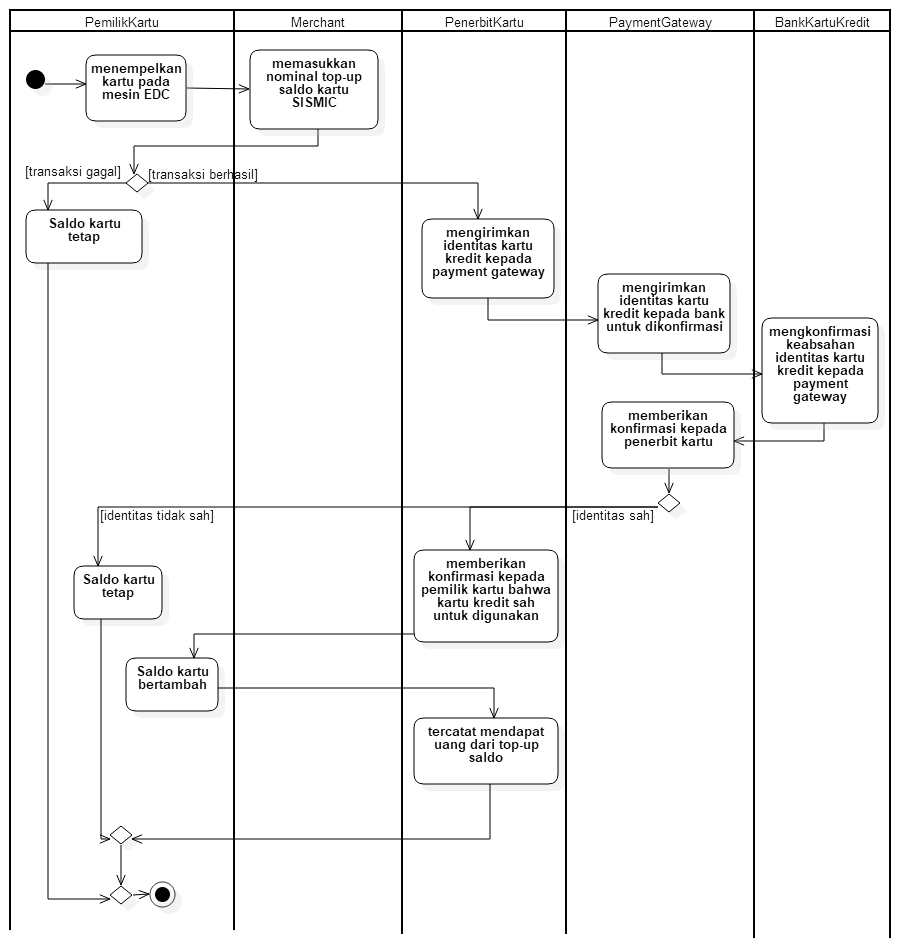 PemilikKartu
Merchant
PenerbitKartu
PaymentGateway
BankKartuKredit
menempelkan
kartu pada
mesin EDC
memasukkan
nominal top-up
saldo kartu
SISMIC
[transaksi gagal]
[transaksi berhasil]
Saldo kartu
tetap
mengirimkan
identitas kartu
kredit kepada
payment gateway
mengirimkan
identitas kartu
kredit kepada bank
untuk dikonfirmasi
mengkonfirmasi
keabsahan
identitas kartu
kredit kepada
payment
gateway
memberikan
konfirmasi kepada
penerbit kartu
[identitas tidak sah]
[identitas sah]
Saldo kartu
tetap
memberikan
konfirmasi kepada
pemilik kartu bahwa
kartu kredit sah
untuk digunakan
Saldo kartu
bertambah
tercatat mendapat
uang dari top-up
saldo